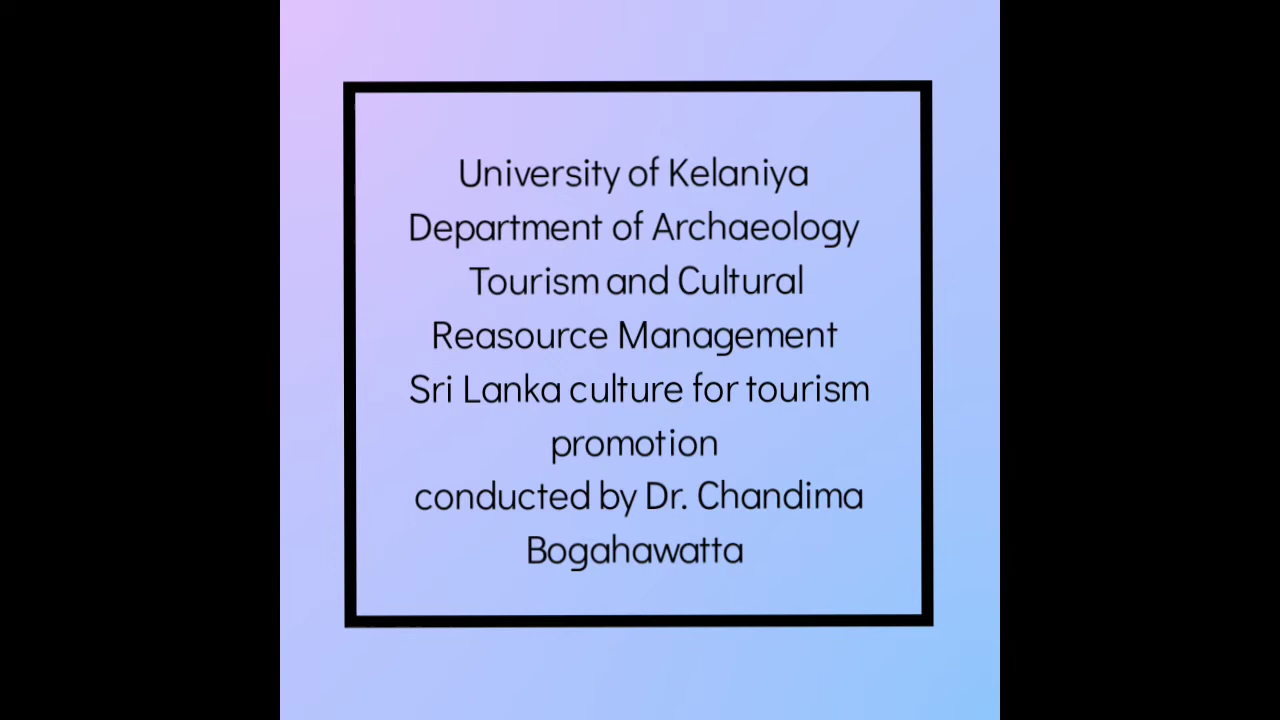 University of Kelaniya
Department of Archaeology
Tourism and Cultural
Reasource Management
Sri Lanka culture for tourism
promotion
conducted by Dr. Chandima
Bogahawatta